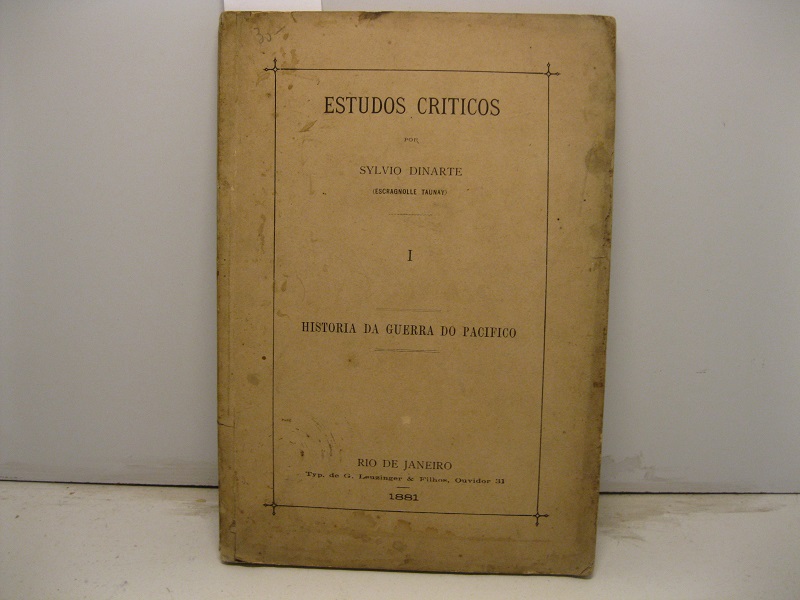 35-
ESTUDOS CRITICOS
POR
SYLVIO DINARTE
(ESCRAGNOLLE TAUNAY)
I
HISTORIA DA GUERRA DO PACIFICO
RIO DE JANEIRO
Typ. de G. Leuzinger & Filhos, Ouvidor 31
1881